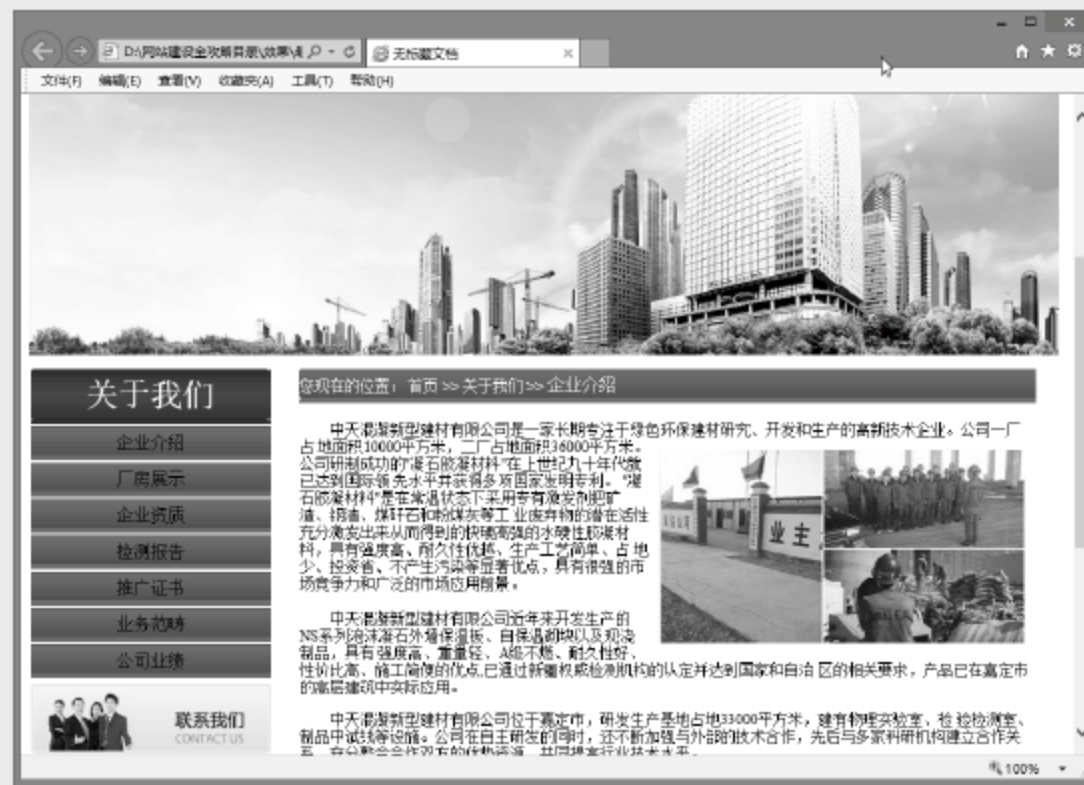 D:\网站建设全攻略目录\效果\
无标题文档
文件(F) 编辑(E) 查看(V) 收藏夹(A) 工具(T) 帮助(H)
关于我们
企业介绍
厂房展示
企业资质
检测报告
推广证书
业务范畴
公司业绩
联系我们
CONTACT US
您现在的位置： 首页 >> 关于我们 >> 企业介绍
中天混凝新型建材有限公司是一家长期专注于绿色环保建材研究、开发和生产的高新技术企业。公司一厂
占地面积10000平方米，二厂占地面积36000平方米。
公司研制成功的"凝石胶凝材料"在上世纪九十年代就
已达到国际领 先水平并获得多项国家发明专利。"凝
石胶凝材料"是在常温状态下采用专有激发剂把矿
渣、钢渣、煤矸石和粉煤灰等工 业废弃物的潜在活性
充分激发出来从而得到的快硬高强的水硬性胶凝材
料，具有强度高、耐久性优越、生产工艺简单、占 地
少、投资省、不产生污染等显著优点，具有很强的市
场竞争力和广泛的市场应用前景。
业主
中天混凝新型建材有限公司近年来开发生产的
NS系列泡沫凝石外墙保温板、自保温砌块以及现浇
制品，具有 强度高、重量轻、A级不燃、耐久性好、
性价比高、施工简便的优点,已通过新疆权威检测机构的认定并达到国家和自治 区的相关要求，产品已在嘉定市
的高层建筑中实际应用。
中天混凝新型建材有限公司位于嘉定市，研发生产基地占地33000平方米，建有物理实验室、检 验检测室、
制品中试线等设施。公司在自主研发的同时，还不断加强与外部的技术合作，先后与多家科研机构建立合作关
系，充分整合合作双方的优势资源，共同提高行业技术水平。
100%